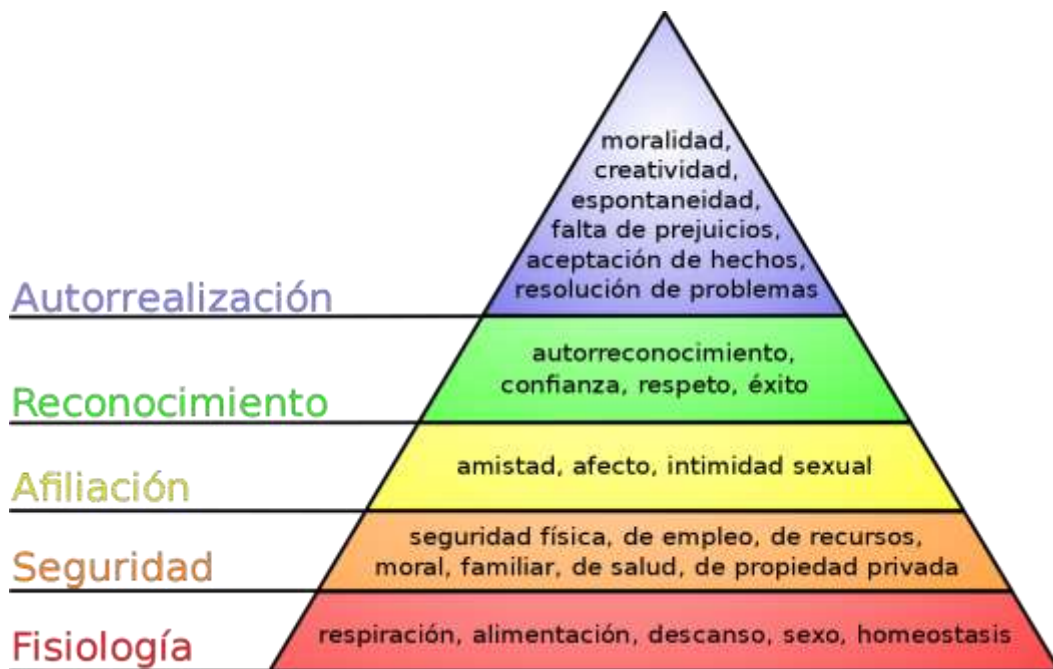 moralidad,
creatividad,
espontaneidad,
falta de prejuicios,
aceptación de hechos,
resolución de problemas
Autorrealización
autorreconocimiento,
confianza, respeto, éxito
Reconocimiento
amistad, afecto, intimidad sexual
Afiliación
seguridad física, de empleo, de recursos,
moral, familiar, de salud, de propiedad privada
Seguridad
respiración, alimentación, descanso, sexo, homeostasis
Fisiología